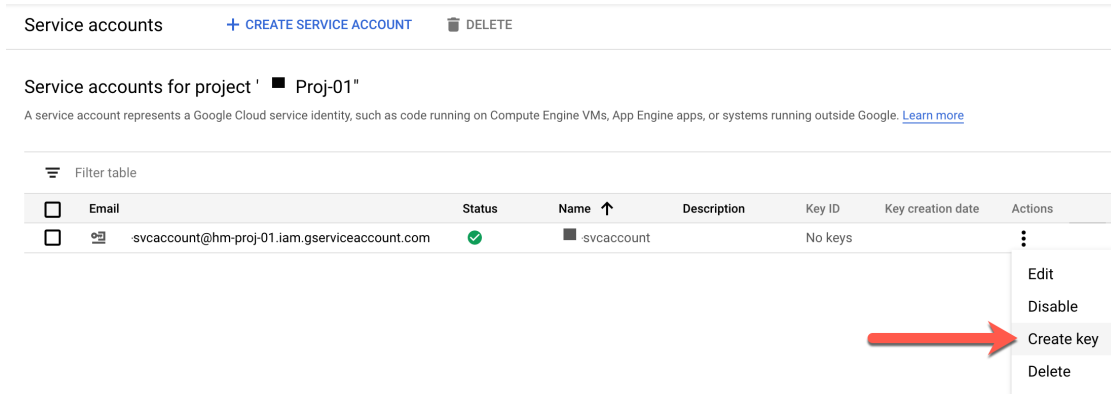 Service accounts CREATE SERVICE ACCOUNT DELETE
Service accounts for project ' Proj-01"
A service account represents a Google Cloud service identity, such as code running on Compute Engine VMs, App Engine apps, or systems running outside Google. Learn more
Filter table
Email Status Name Description Key ID Key creation date Actions
-svcaccount@hm-proj-01.iam.gserviceaccount.com -svcaccount No keys
Edit
Disable
Create key
Delete